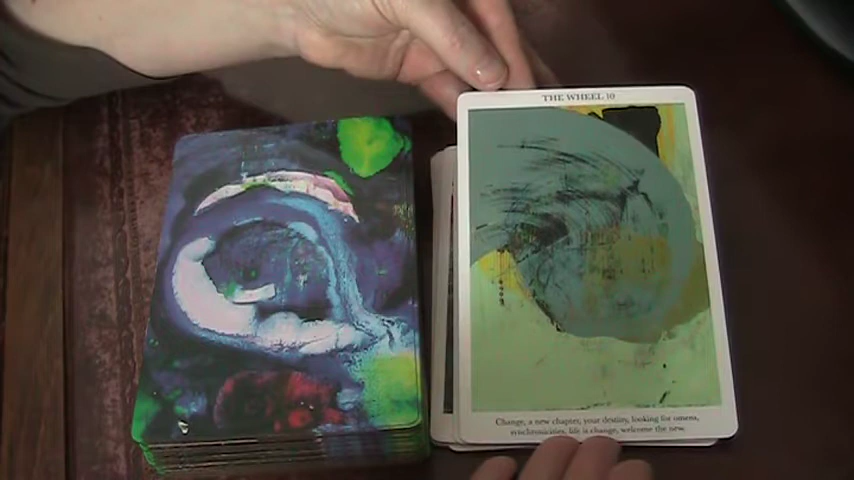 THE WHEEL 10
Change, a new chapter, your destiny, looking for omens,
synchronicities, life is change, welcome the new.